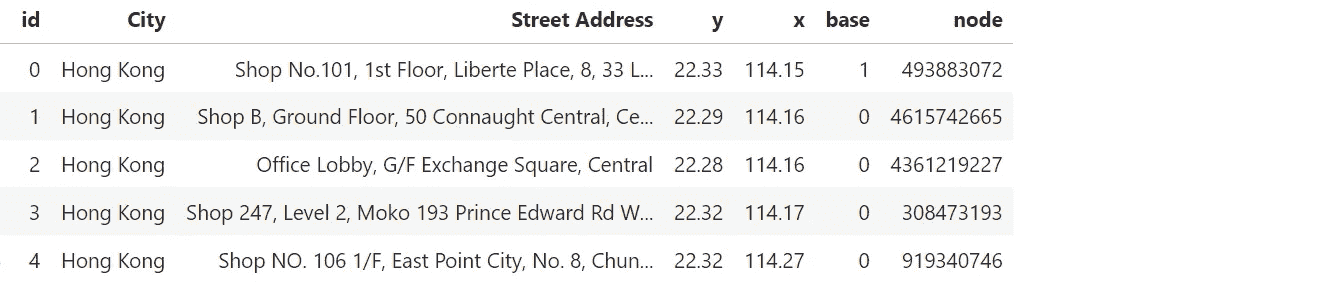 id City Street Address y x base node
0 Hong Kong Shop No.101, 1st Floor, Liberte Place, 8, 33 L... 22.33 114.15 1 493883072
1 Hong Kong Shop B, Ground Floor, 50 Connaught Central, Ce... 22.29 114.16 0 4615742665
2 Hong Kong Office Lobby, G/F Exchange Square, Central 22.28 114.16 0 4361219227
3 Hong Kong Shop 247, Level 2, Moko 193 Prince Edward Rd W... 22.32 114.17 0 308473193
4 Hong Kong Shop NO. 106 1/F, East Point City, No. 8, Chun... 22.32 114.27 0 919340746